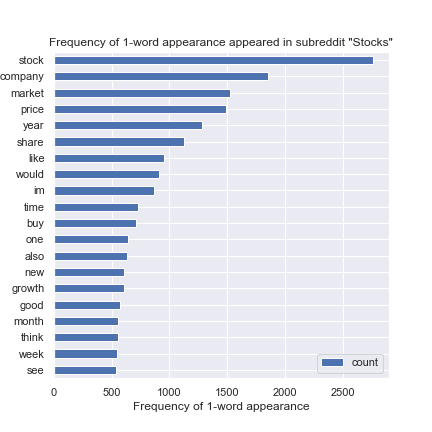 Frequency of 1-word appearance appeared in subreddit "Stocks"
stock
company
market
price
year
share
like
would
im
time
buy
one
also
new
growth
good
month
think
week
see
count
0 500 1000 1500 2000 2500
Frequency of 1-word appearance